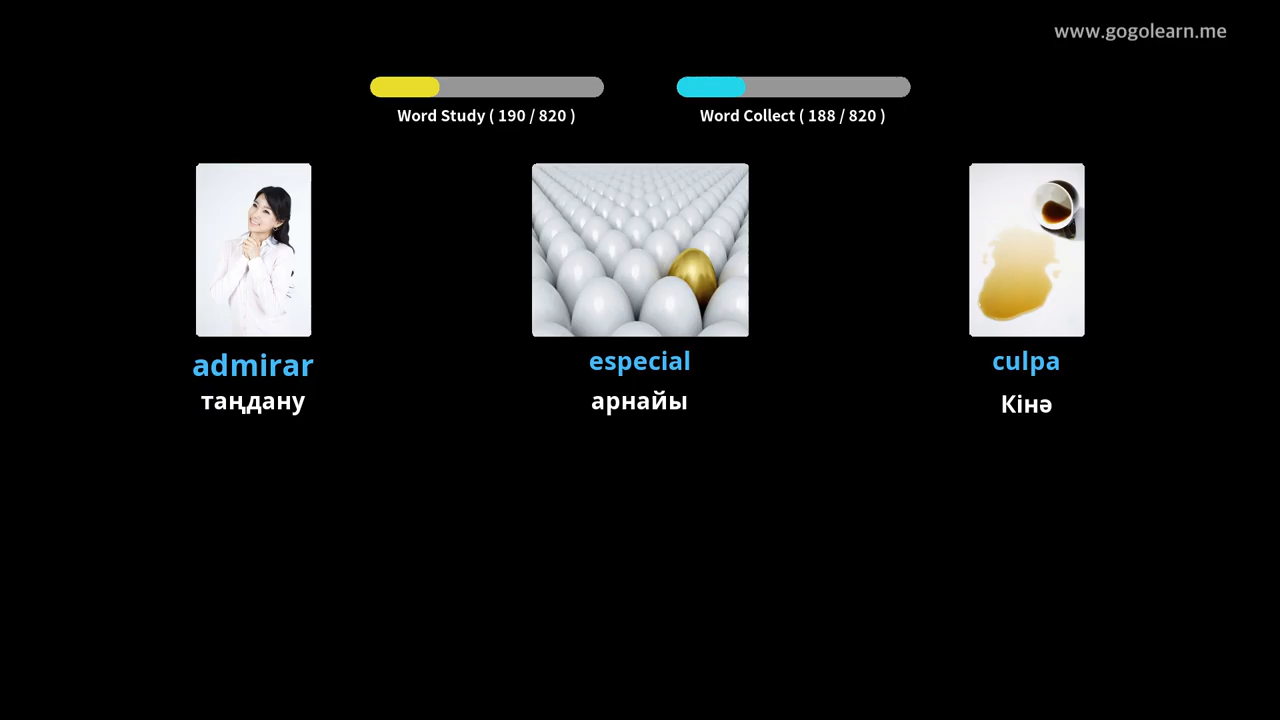 www.gogolearn.me
Word Study ( 190 / 820 )
Word Collect ( 188 / 820 )
admirar
таңдану
especial
арнайы
culpa
Кінә